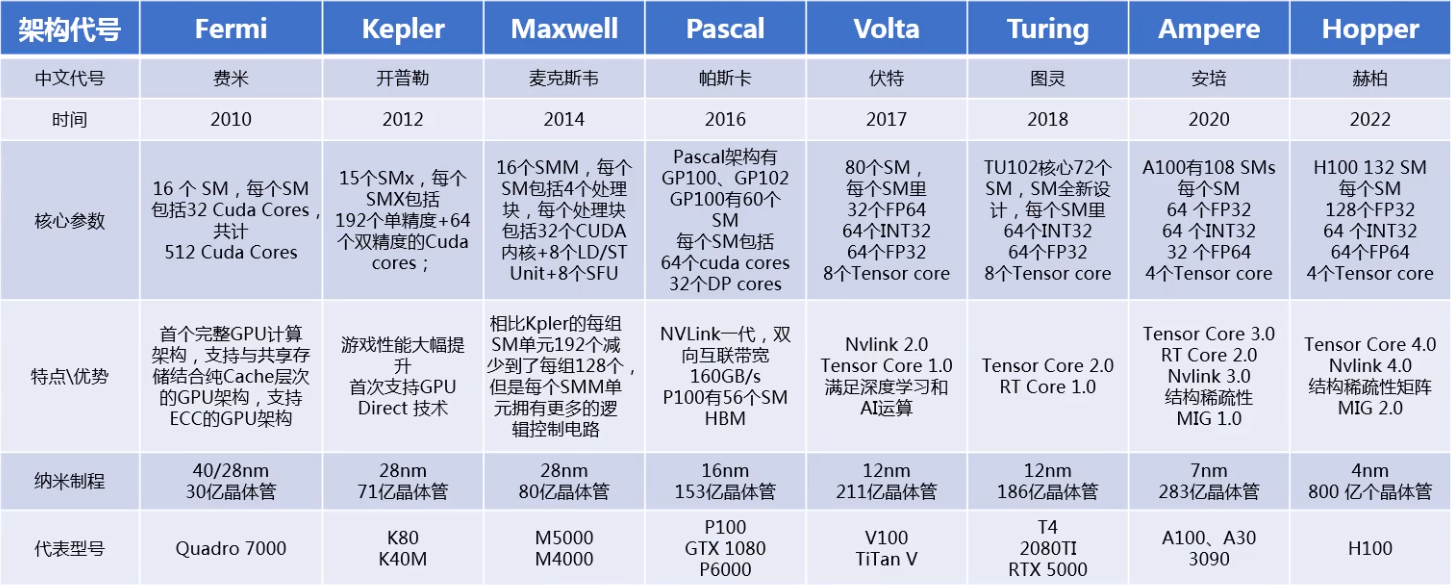 架构代号 Fermi Kepler Maxwell Pascal Volta Turing Ampere Hopper
中文代号 费米 开普勒 麦克斯韦 帕斯卡 伏特 图灵 安培 赫柏
时间 2010 2012 2014 2016 2017 2018 2020 2022
核心参数
16 个 SM，每个SM
包括32 Cuda Cores，
共计
512 Cuda Cores
15个SMx，每个
SMX包括
192个单精度+64
个双精度的Cuda
cores；
16个SMM，每个
SM包括4个处理
块，每个处理块
包括32个CUDA
内核+8个LD/ST
Unit+8个SFU
Pascal架构有
GP100、GP102
GP100有60个
SM
每个SM包括
64个cuda cores
32个DP cores
80个SM，
每个SM里
32个FP64
64个INT32
64个FP32
8个Tensor core
TU102核心72个
SM，SM全新设
计，每个SM里
64个INT32
64个FP32
8个Tensor core
A100有108 SMs
每个SM
64 个FP32
64 个INT32
32 个FP64
4个Tensor core
H100 132 SM
每个SM
128个FP32
64 个INT32
64个FP64
4个Tensor core
特点\优势
首个完整GPU计算
架构，支持与共享存
储结合纯Cache层次
的GPU架构，支持
ECC的GPU架构
游戏性能大幅提
升
首次支持GPU
Direct 技术
相比Kpler的每组
SM单元192个减
少到了每组128个，
但是每个SMM单
元拥有更多的逻
辑控制电路
NVLink一代，双
向互联带宽
160GB/s
P100有56个SM
HBM
Nvlink 2.0
Tensor Core 1.0
满足深度学习和
AI运算
Tensor Core 2.0
RT Core 1.0
Tensor Core 3.0
RT Core 2.0
Nvlink 3.0
结构稀疏性
MIG 1.0
Tensor Core 4.0
Nvlink 4.0
结构稀疏性矩阵
MIG 2.0
纳米制程
40/28nm
30亿晶体管
28nm
71亿晶体管
28nm
80亿晶体管
16nm
153亿晶体管
12nm
211亿晶体管
12nm
186亿晶体管
7nm
283亿晶体管
4nm
800 亿个晶体管
代表型号
Quadro 7000
K80
K40M
M5000
M4000
P100
GTX 1080
P6000
V100
TiTan V
T4
2080TI
RTX 5000
A100、A30
3090
H100